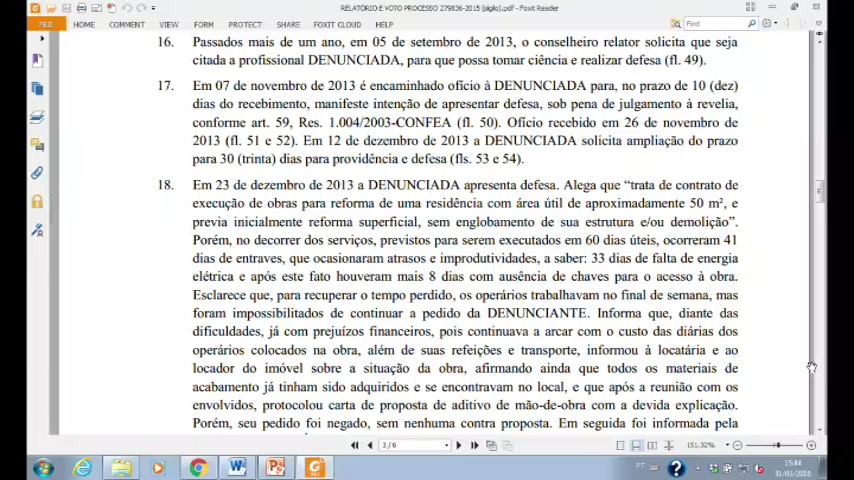 RELATÓRIO E VOTO PROCESSO 279836-2015 [siglo].pdf - Foxit Reader
FILE HOME COMMENT VIEW FORM PROTECT SHARE FOXIT CLOUD HELP Find
16. Passados mais de um ano, em 05 de setembro de 2013, o conselheiro relator solicita que seja
citada a profissional DENUNCIADA, para que possa tomar ciência e realizar defesa (fl. 49).
17. Em 07 de novembro de 2013 é encaminhado ofício à DENUNCIADA para, no prazo de 10 (dez)
dias do recebimento, manifeste intenção de apresentar defesa, sob pena de julgamento à revelia,
conforme art. 59, Res. 1.004/2003-CONFEA (fl. 50). Ofício recebido em 26 de novembro de
2013 (fl. 51 e 52). Em 12 de dezembro de 2013 a DENUNCIADA solicita ampliação do prazo
para 30 (trinta) dias para providência e defesa (fls. 53 e 54).
18. Em 23 de dezembro de 2013 a DENUNCIADA apresenta defesa. Alega que “trata de contrato de
execução de obras para reforma de uma residência com área útil de aproximadamente 50 m², e
previa inicialmente reforma superficial, sem englobamento de sua estrutura e/ou demolição”.
Porém, no decorrer dos serviços, previstos para serem executados em 60 dias úteis, ocorreram 41
dias de entraves, que ocasionaram atrasos e improdutividades, a saber: 33 dias de falta de energia
elétrica e após este fato houveram mais 8 dias com ausência de chaves para o acesso à obra.
Esclarece que, para recuperar o tempo perdido, os operários trabalhavam no final de semana, mas
foram impossibilitados de continuar a pedido da DENUNCIANTE. Informa que, diante das
dificuldades, já com prejuízos financeiros, pois continuava a arcar com o custo das diárias dos
operários colocados na obra, além de suas refeições e transporte, informou à locatária e ao
locador do imóvel sobre a situação da obra, afirmando ainda que todos os materiais de
acabamento já tinham sido adquiridos e se encontravam no local, e que após a reunião com os
envolvidos, protocolou carta de proposta de aditivo de mão-de-obra com a devida explicação.
Porém, seu pedido foi negado, sem nenhuma contra proposta. Em seguida foi informada pela
3 / 6 151.32%
PT 15:44
31/03/2016